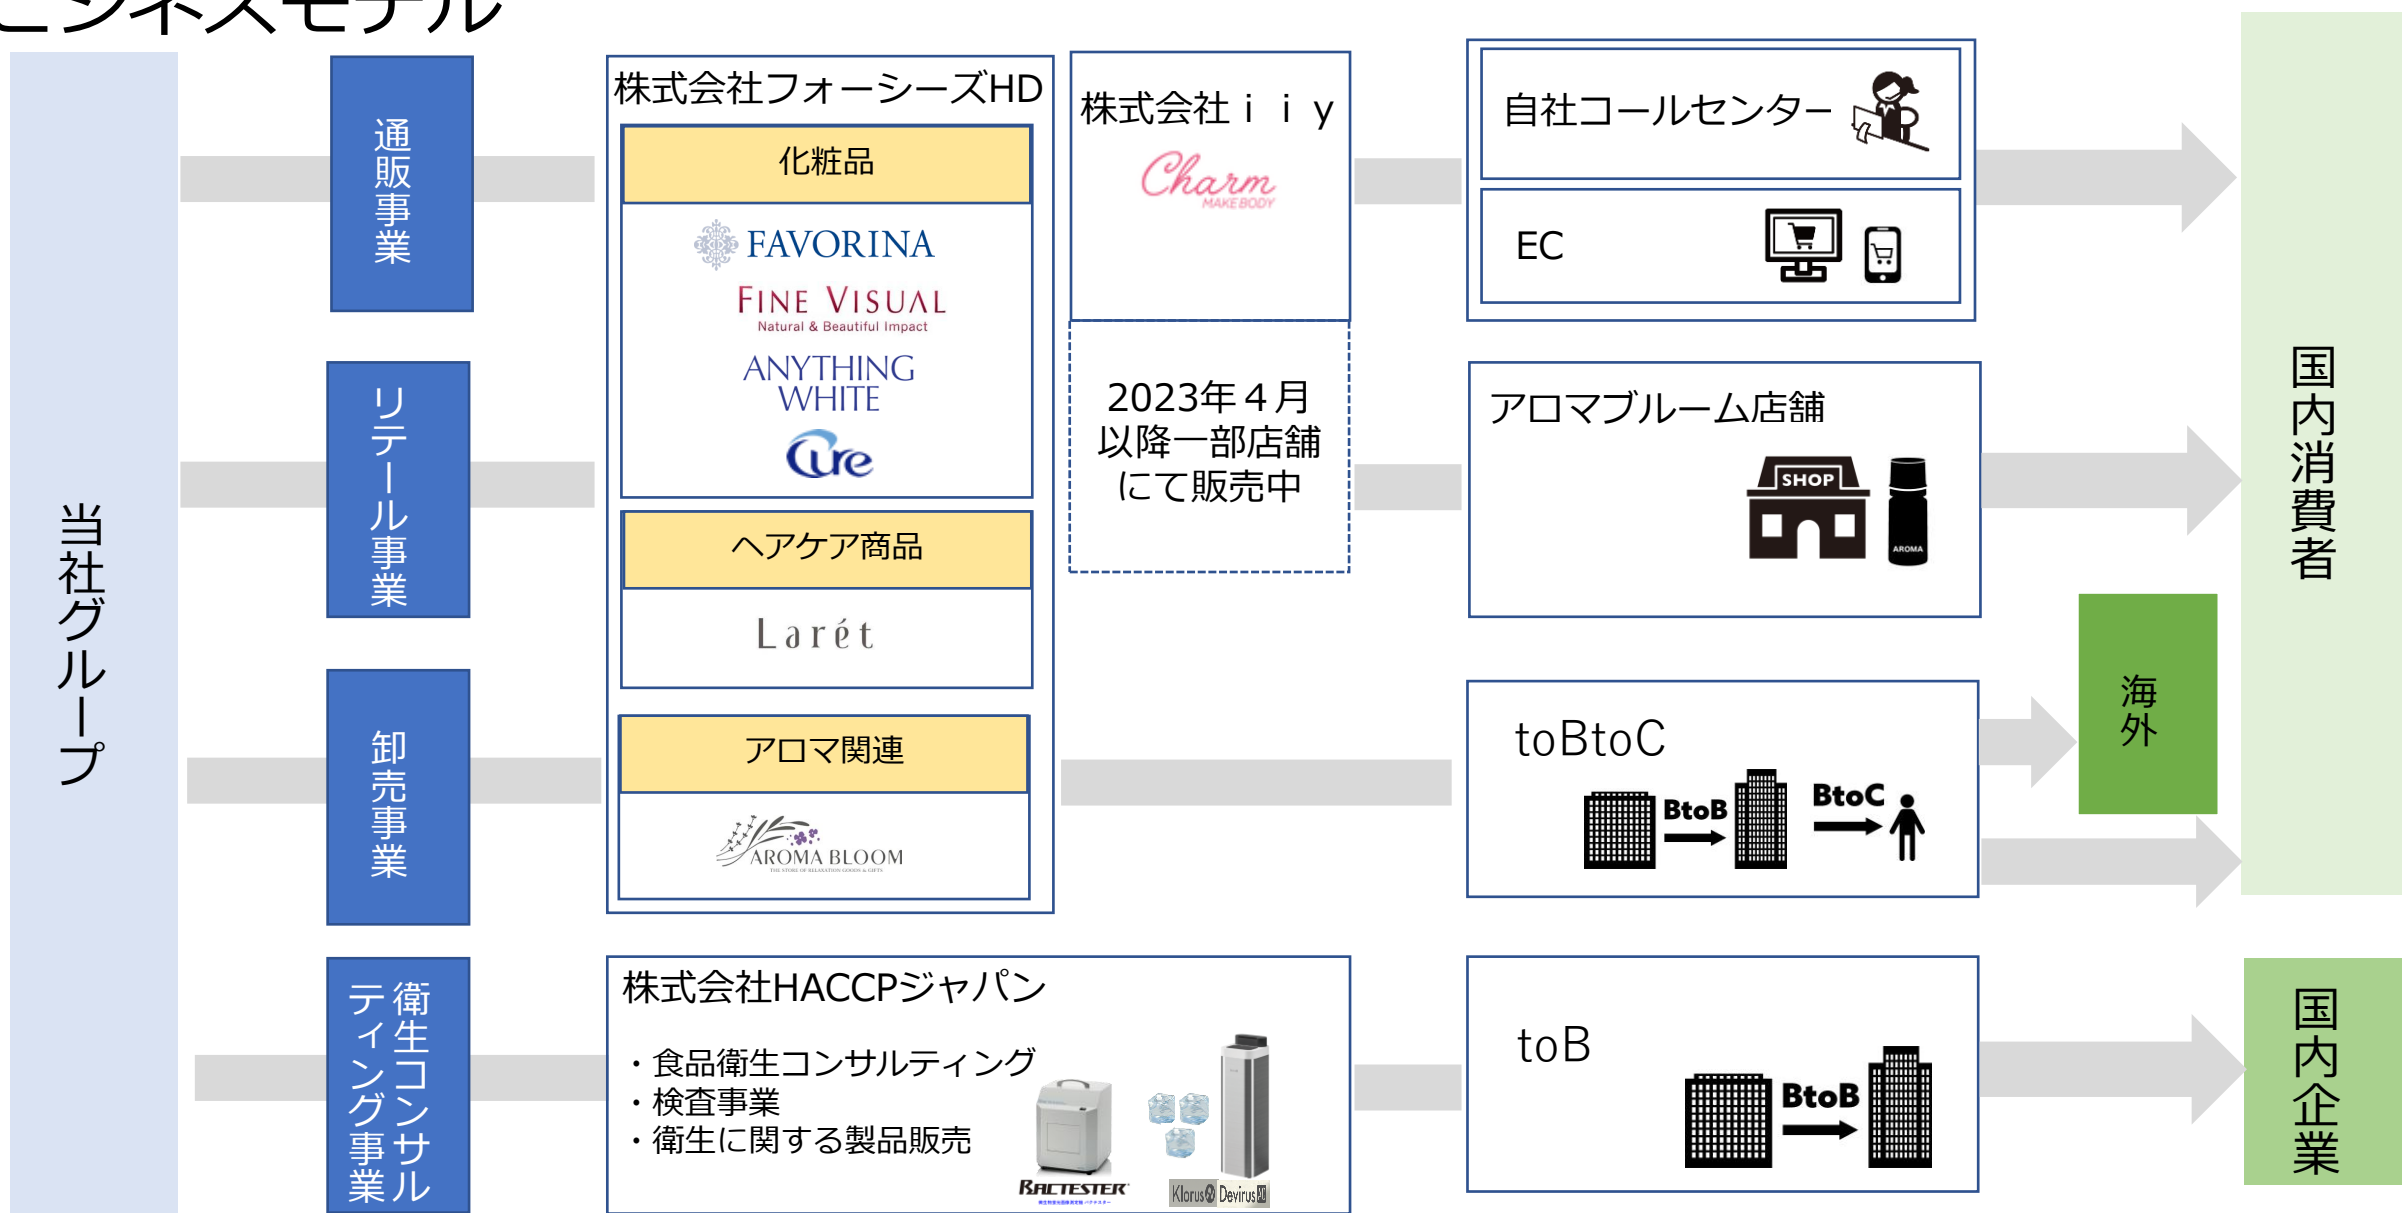 ビジネスモデル
当社グループ
通販事業
リテール事業
卸売事業
衛生コンサル
ティング事業
株式会社フォーシーズHD
化粧品
FAVORINA
FINE VISUAL
Natural & Beautiful Impact
ANYTHING
WHITE
Cure
ヘアケア商品
Larét
アロマ関連
AROMA BLOOM
THE STORE OF RELAXATION GOODS & GIFTS
株式会社ｉｉｙ
Charm
MAKE BODY
2023年４月
以降一部店舗
にて販売中
自社コールセンター
EC
アロマブルーム店舗
SHOP
AROMA
toBtoC
BtoB
BtoC
株式会社HACCPジャパン
・食品衛生コンサルティング
・検査事業
・衛生に関する製品販売
BACTESTER
Klorus
Devirus AC
toB
BtoB
国内消費者
海外
国内企業